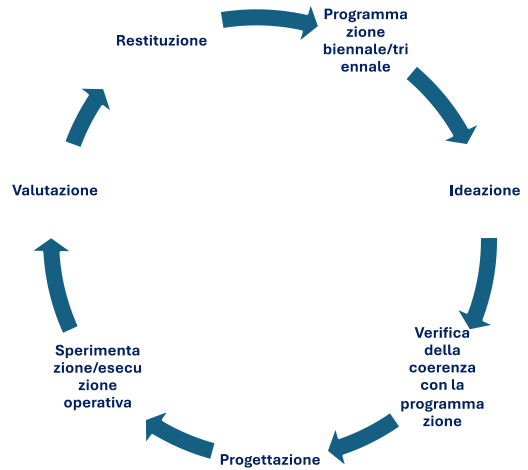 Restituzione
Programma
zione
biennale/tri
ennale
Ideazione
Verifica
della
coerenza
con la
programma
zione
Progettazione
Sperimenta
zione/esecu
zione
operativa
Valutazione